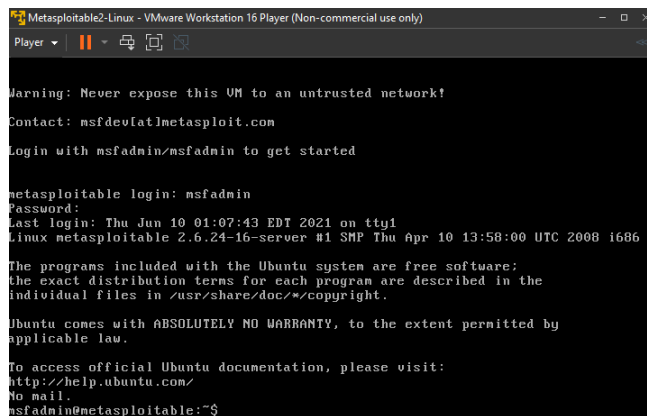 Metasploitable2-Linux - VMware Workstation 16 Player (Non-commercial use only)
Player
Warning: Never expose this VM to an untrusted network!
Contact: msfdev[at]metasploit.com
Login with msfadmin/msfadmin to get started
metasploitable login: msfadmin
Password:
Last login: Thu Jun 10 01:07:43 EDT 2021 on tty1
Linux metasploitable 2.6.24-16-server #1 SMP Thu Apr 10 13:58:00 UTC 2008 i686
The programs included with the Ubuntu system are free software;
the exact distribution terms for each program are described in the
individual files in /usr/share/doc/*/copyright.
Ubuntu comes with ABSOLUTELY NO WARRANTY, to the extent permitted by
applicable law.
To access official Ubuntu documentation, please visit:
http://help.ubuntu.com/
No mail.
msfadmin@metasploitable:~$